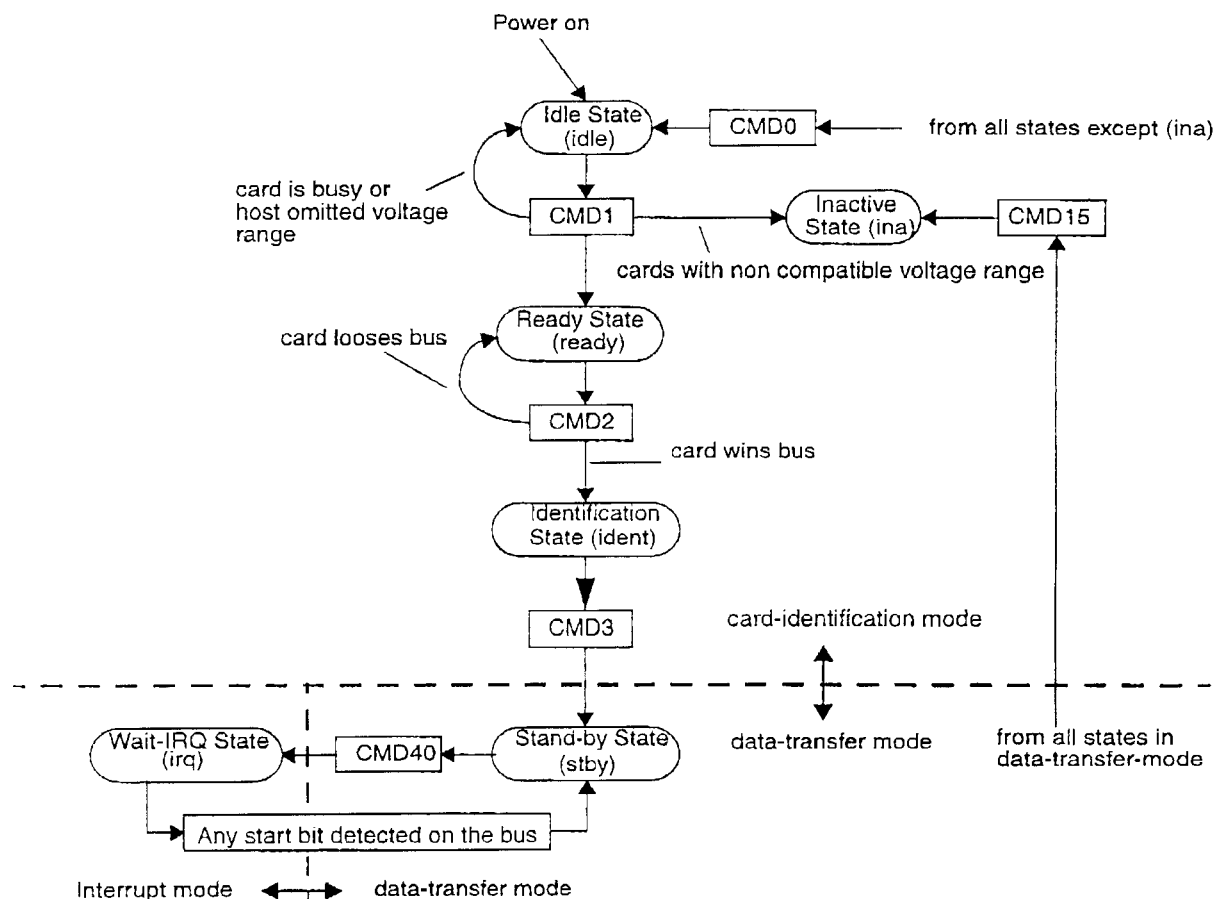 Power on
Idle State
(idle)
CMD0
from all states except (ina)
card is busy or
host omitted voltage
range
CMD1
Inactive
State (ina)
CMD15
cards with non compatible voltage range
Ready State
(ready)
card looses bus
CMD2
card wins bus
Identification
State (ident)
CMD3
card-identification mode
Wait-IRQ State
(irq)
CMD40
Stand-by State
(stby)
data-transfer mode
from all states in
data-transfer-mode
Any start bit detected on the bus
Interrupt mode
data-transfer mode